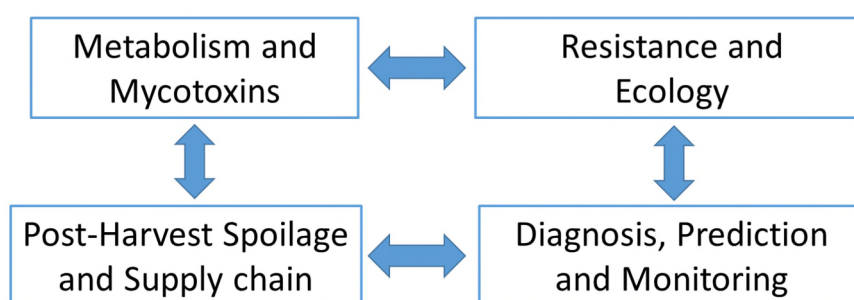 Metabolism and
Mycotoxins
Resistance and
Ecology
Post-Harvest Spoilage
and Supply chain
Diagnosis, Prediction
and Monitoring